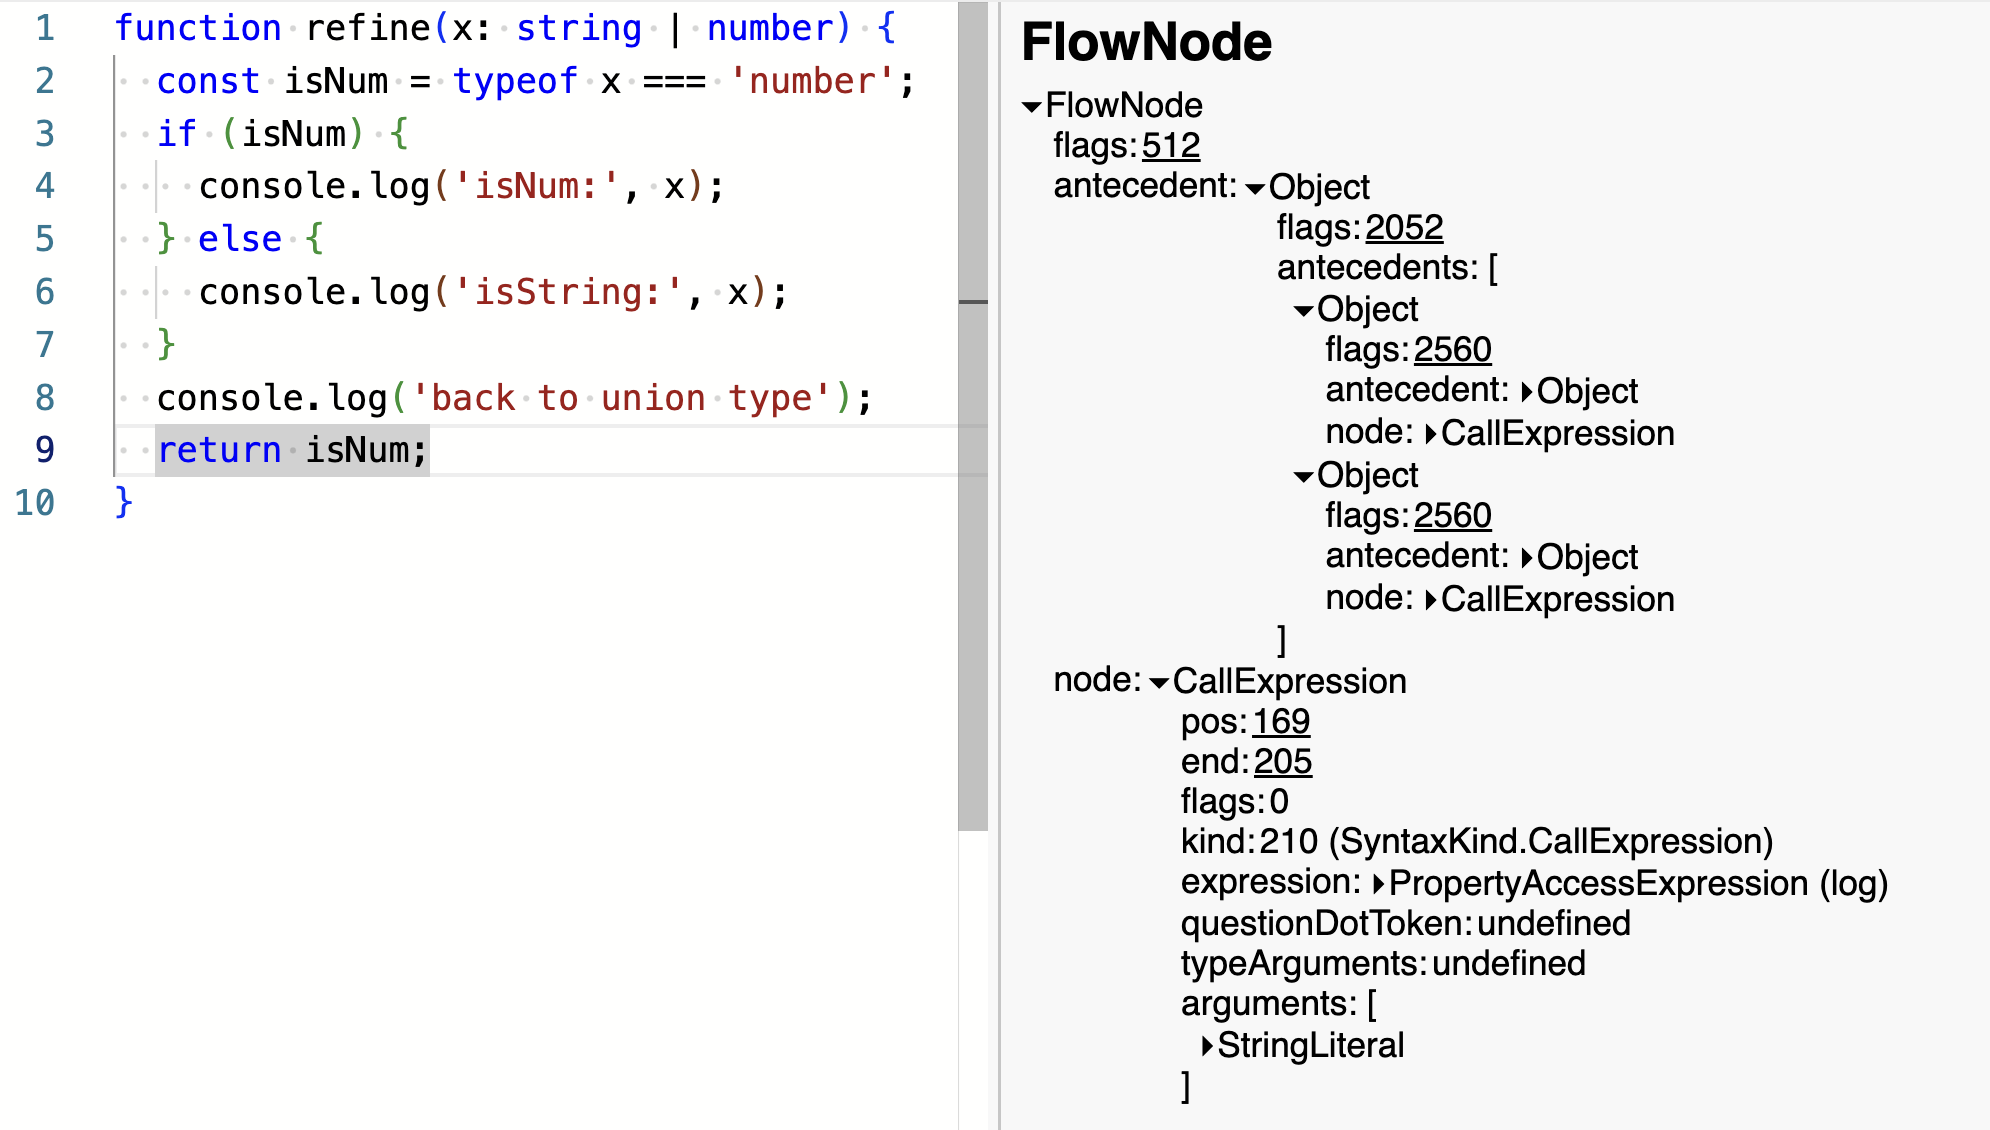 1 function refine(x: string | number) {
2 const isNum = typeof x === 'number';
3 if (isNum) {
4 console.log('isNum:', x);
5 } else {
6 console.log('isString:', x);
7 }
8 console.log('back to union type');
9 return isNum;
10 }
FlowNode
FlowNode
flags: 512
antecedent: Object
flags: 2052
antecedents: [
Object
flags: 2560
antecedent: Object
node: CallExpression
Object
flags: 2560
antecedent: Object
node: CallExpression
]
node: CallExpression
pos: 169
end: 205
flags: 0
kind: 210 (SyntaxKind.CallExpression)
expression: PropertyAccessExpression (log)
questionDotToken: undefined
typeArguments: undefined
arguments: [
StringLiteral
]